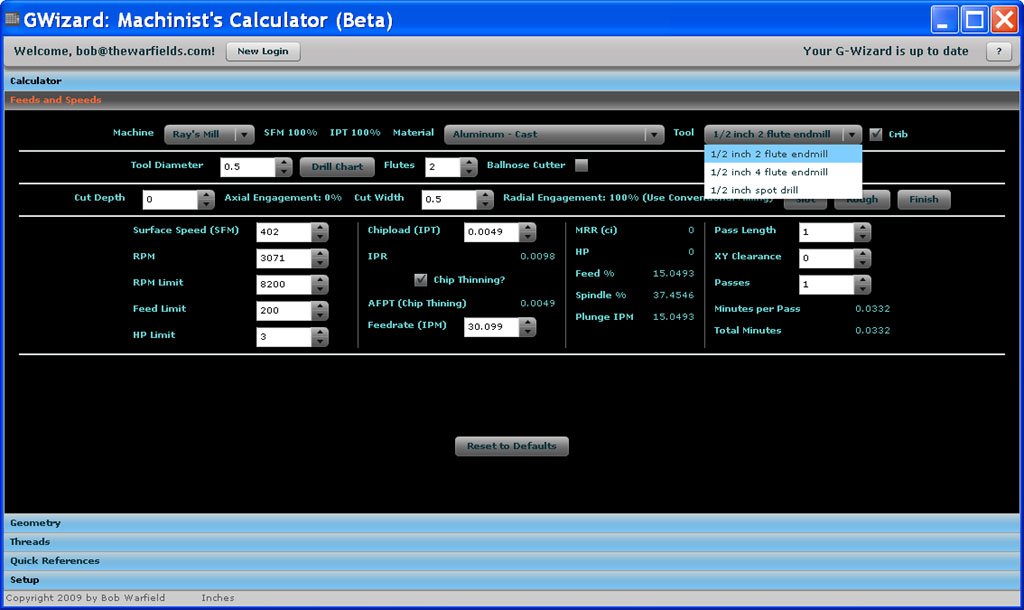 GWizard: Machinist's Calculator (Beta)
Welcome, bob@thewarfields.com! New Login Your G-Wizard is up to date ?
Calculator
Feeds and Speeds
Machine Ray's Mill SFM 100% IPT 100% Material Aluminum - Cast Tool 1/2 inch 2 flute endmill Crib
1/2 inch 2 flute endmill
1/2 inch 4 flute endmill
1/2 inch spot drill
Tool Diameter 0.5 Drill Chart Flutes 2 Ballnose Cutter
Cut Depth 0 Axial Engagement: 0% Cut Width 0.5 Radial Engagement: 100% (Use Conventional Milling) Slot Rough Finish
Surface Speed (SFM) 402
RPM 3071
RPM Limit 8200
Feed Limit 200
HP Limit 3
Chipload (IPT) 0.0049
IPR 0.0098
Chip Thinning?
AFPT (Chip Thining) 0.0049
Feedrate (IPM) 30.099
MRR (ci) 0
HP 0
Feed % 15.0493
Spindle % 37.4546
Plunge IPM 15.0493
Pass Length 1
XY Clearance 0
Passes 1
Minutes per Pass 0.0332
Total Minutes 0.0332
Reset to Defaults
Geometry
Threads
Quick References
Setup
Copyright 2009 by Bob Warfield Inches